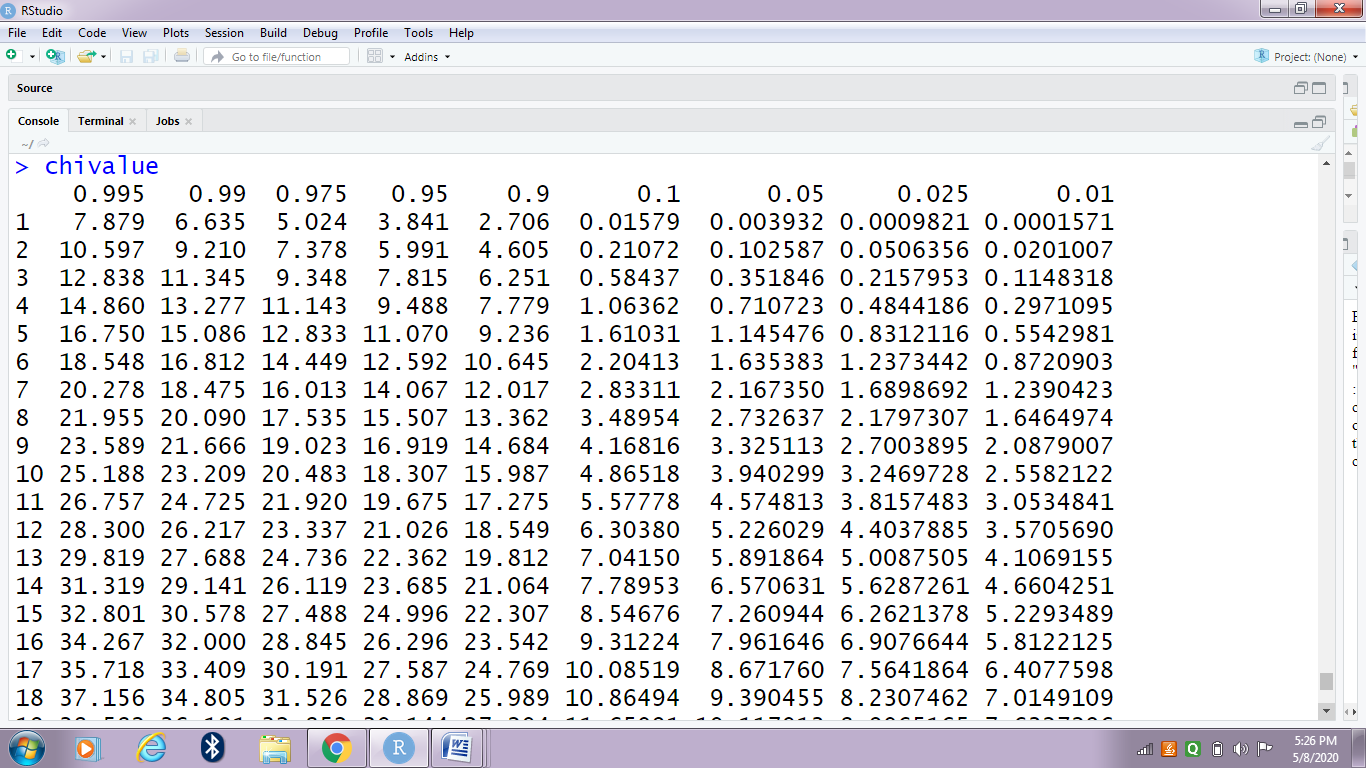 RStudio
File Edit Code View Plots Session Build Debug Profile Tools Help
Go to file/function Addins Project: (None)
Source
Console Terminal Jobs
~/
> chivalue
0.995 0.99 0.975 0.95 0.9 0.1 0.05 0.025 0.01
1 7.879 6.635 5.024 3.841 2.706 0.01579 0.003932 0.0009821 0.0001571
2 10.597 9.210 7.378 5.991 4.605 0.21072 0.102587 0.0506356 0.0201007
3 12.838 11.345 9.348 7.815 6.251 0.58437 0.351846 0.2157953 0.1148318
4 14.860 13.277 11.143 9.488 7.779 1.06362 0.710723 0.4844186 0.2971095
5 16.750 15.086 12.833 11.070 9.236 1.61031 1.145476 0.8312116 0.5542981
6 18.548 16.812 14.449 12.592 10.645 2.20413 1.635383 1.2373442 0.8720903
7 20.278 18.475 16.013 14.067 12.017 2.83311 2.167350 1.6898692 1.2390423
8 21.955 20.090 17.535 15.507 13.362 3.48954 2.732637 2.1797307 1.6464974
9 23.589 21.666 19.023 16.919 14.684 4.16816 3.325113 2.7003895 2.0879007
10 25.188 23.209 20.483 18.307 15.987 4.86518 3.940299 3.2469728 2.5582122
11 26.757 24.725 21.920 19.675 17.275 5.57778 4.574813 3.8157483 3.0534841
12 28.300 26.217 23.337 21.026 18.549 6.30380 5.226029 4.4037885 3.5705690
13 29.819 27.688 24.736 22.362 19.812 7.04150 5.891864 5.0087505 4.1069155
14 31.319 29.141 26.119 23.685 21.064 7.78953 6.570631 5.6287261 4.6604251
15 32.801 30.578 27.488 24.996 22.307 8.54676 7.260944 6.2621378 5.2293489
16 34.267 32.000 28.845 26.296 23.542 9.31224 7.961646 6.9076644 5.8122125
17 35.718 33.409 30.191 27.587 24.769 10.08519 8.671760 7.5641864 6.4077598
18 37.156 34.805 31.526 28.869 25.989 10.86494 9.390455 8.2307462 7.0149109
5:26 PM
5/8/2020